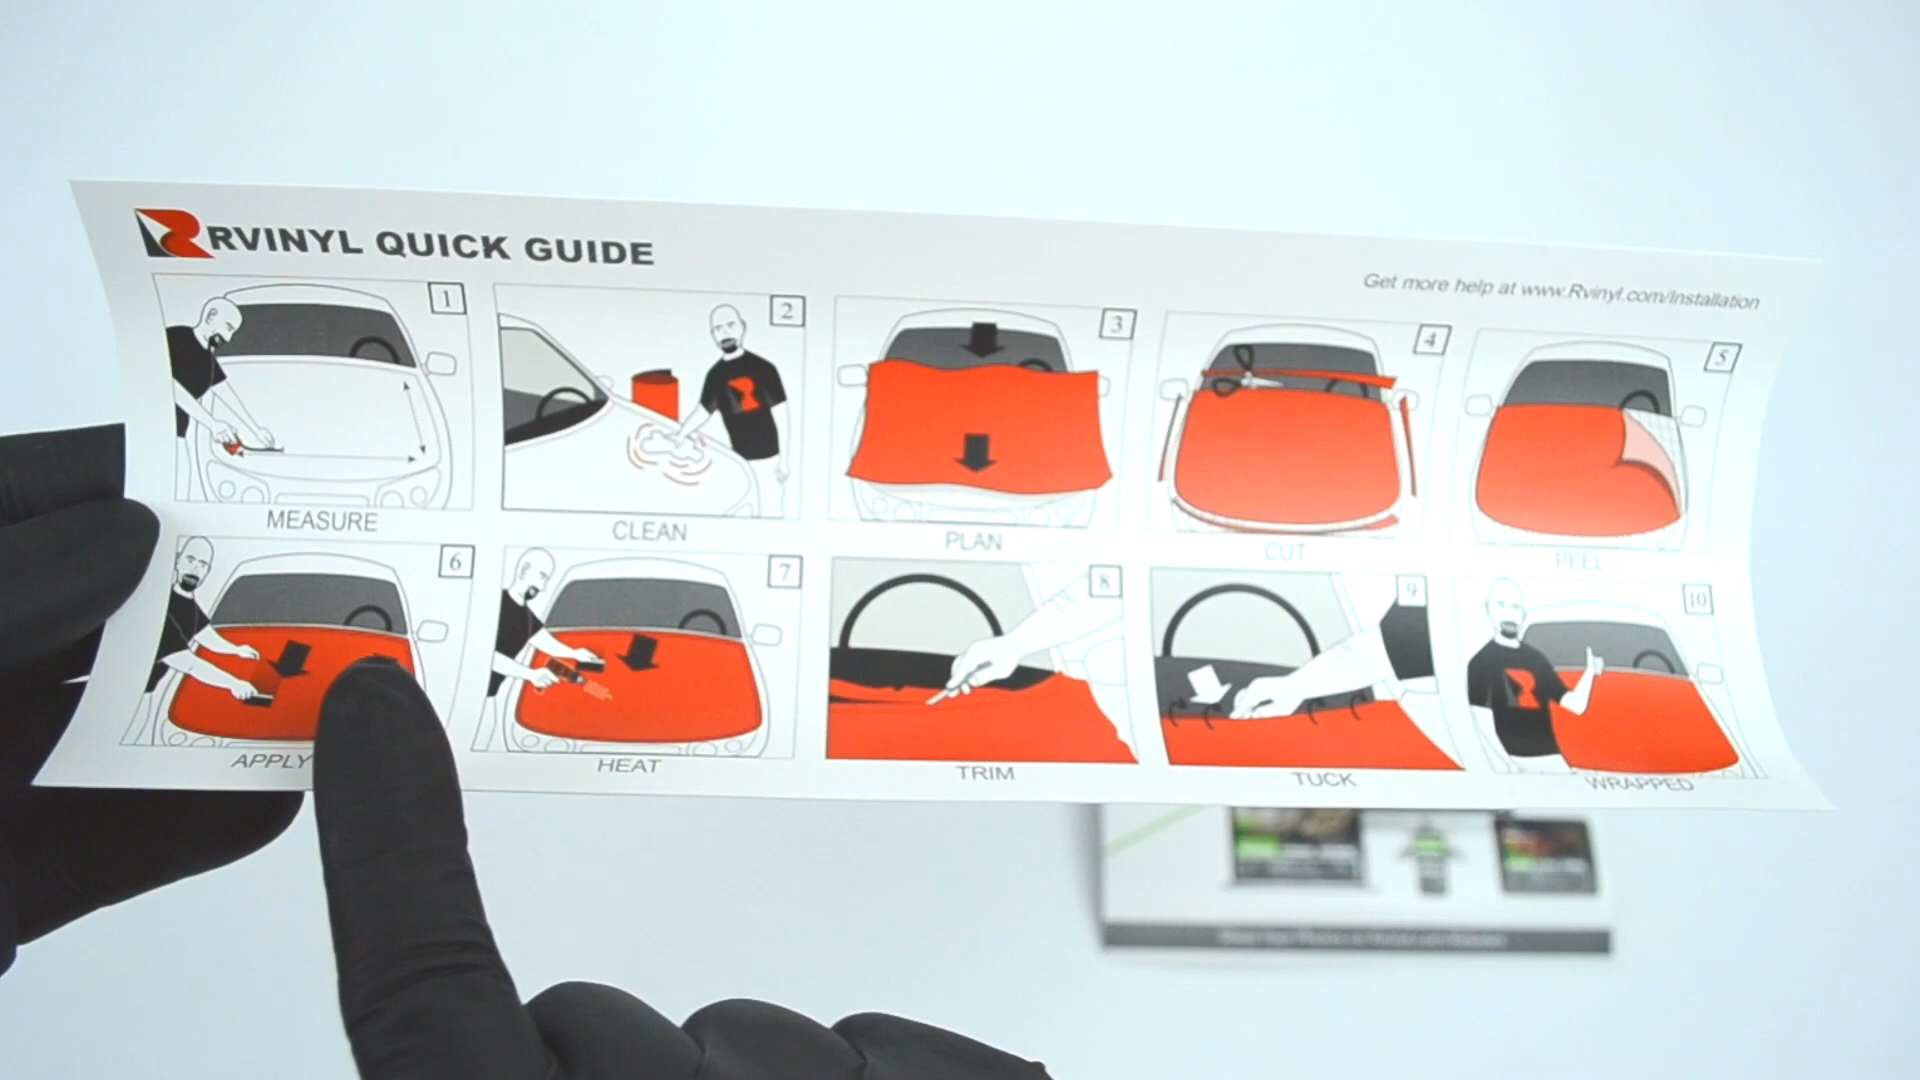 RVINYL QUICK GUIDE
Get more help at www.Rvinyl.com/Installation
1
MEASURE
2
CLEAN
3
PLAN
4
CUT
5
PEEL
6
APPLY
7
HEAT
8
TRIM
9
TUCK
10
WRAPPED